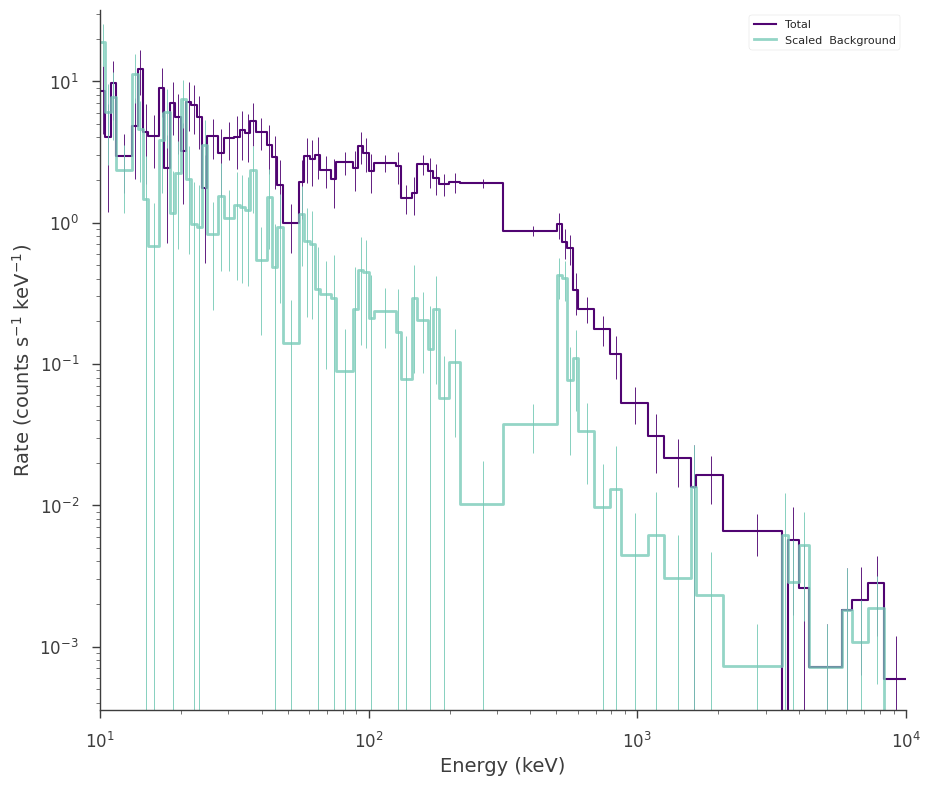 Total
Scaled  Background
10¹
10⁰
10⁻¹
10⁻²
10⁻³
Rate (counts s⁻¹ keV⁻¹)
10¹ 10² 10³ 10⁴
Energy (keV)